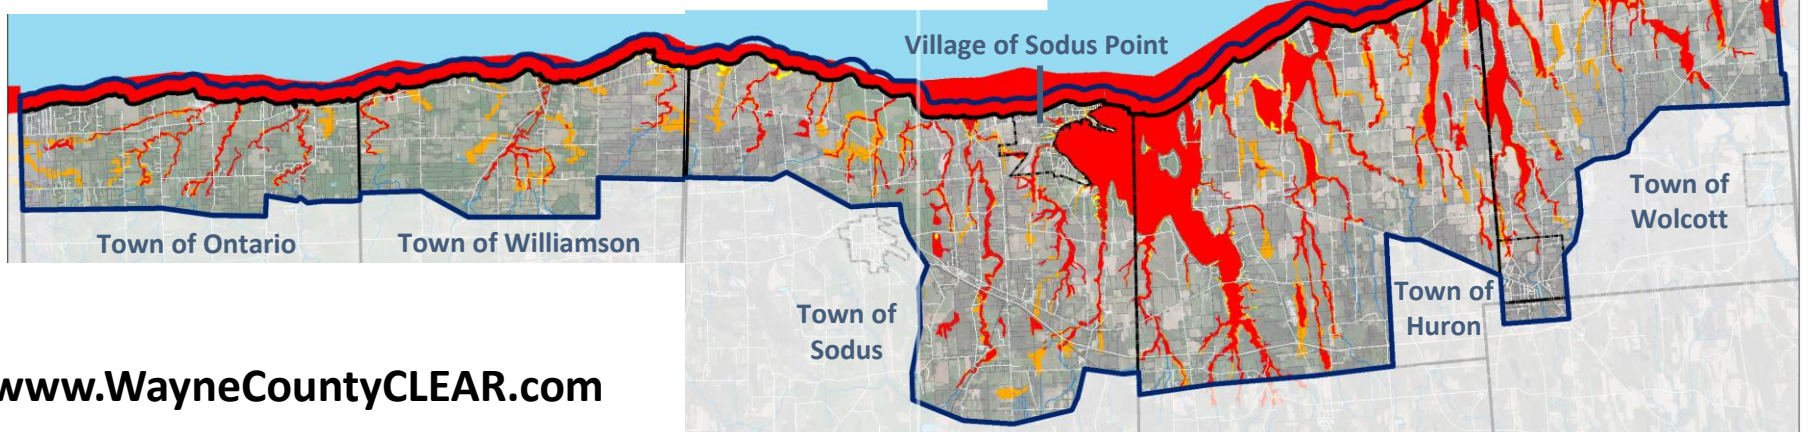 Village of Sodus Point
Town of Ontario
Town of Williamson
Town of
Sodus
Town of
Huron
Town of
Wolcott
www.WayneCountyCLEAR.com